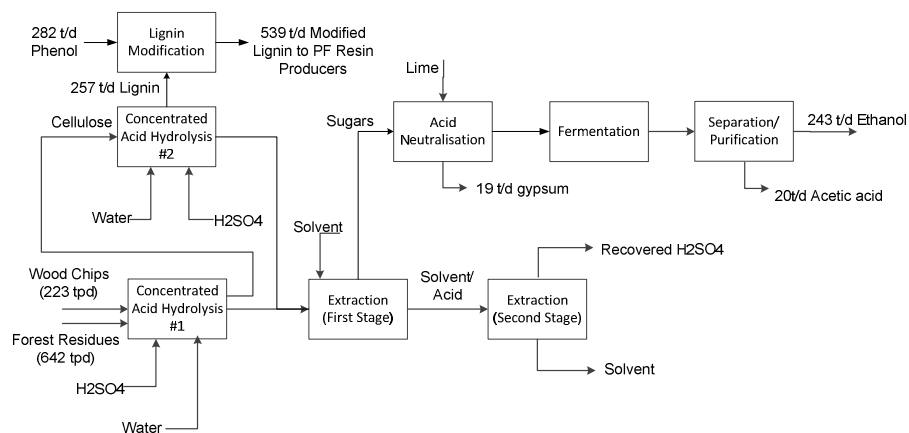 282 t/d
Phenol
Lignin
Modification
539 t/d Modified
Lignin to PF Resin
Producers
257 t/d Lignin
Lime
Cellulose
Concentrated
Acid Hydrolysis
#2
Sugars
Acid
Neutralisation
Fermentation
Separation/
Purification
243 t/d Ethanol
19 t/d gypsum
20t/d Acetic acid
Water
H2SO4
Solvent
Recovered H2SO4
Wood Chips
(223 tpd)
Concentrated
Acid Hydrolysis
#1
Extraction
(First Stage)
Solvent/
Acid
Extraction
(Second Stage)
Forest Residues
(642 tpd)
Solvent
H2SO4
Water